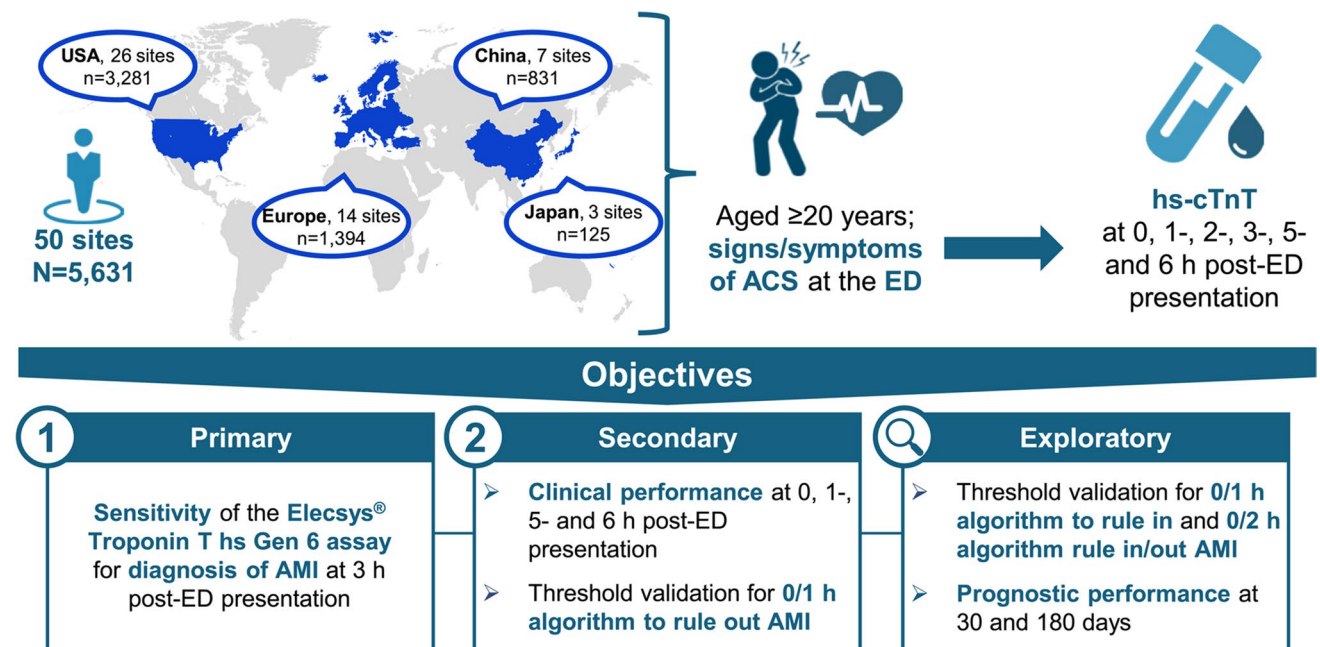 USA, 26 sites
n=3,281
China, 7 sites
n=831
Europe, 14 sites
n=1,394
Japan, 3 sites
n=125
50 sites
N=5,631
Aged ≥20 years;
signs/symptoms
of ACS at the ED
hs-cTnT
at 0, 1-, 2-, 3-, 5-
and 6 h post-ED
presentation
Objectives
1
Primary
Sensitivity of the Elecsys®
Troponin T hs Gen 6 assay
for diagnosis of AMI at 3 h
post-ED presentation
2
Secondary
➢ Clinical performance at 0, 1-,
5- and 6 h post-ED
presentation
➢ Threshold validation for 0/1 h
algorithm to rule out AMI
Exploratory
➢ Threshold validation for 0/1 h
algorithm to rule in and 0/2 h
algorithm rule in/out AMI
➢ Prognostic performance at
30 and 180 days